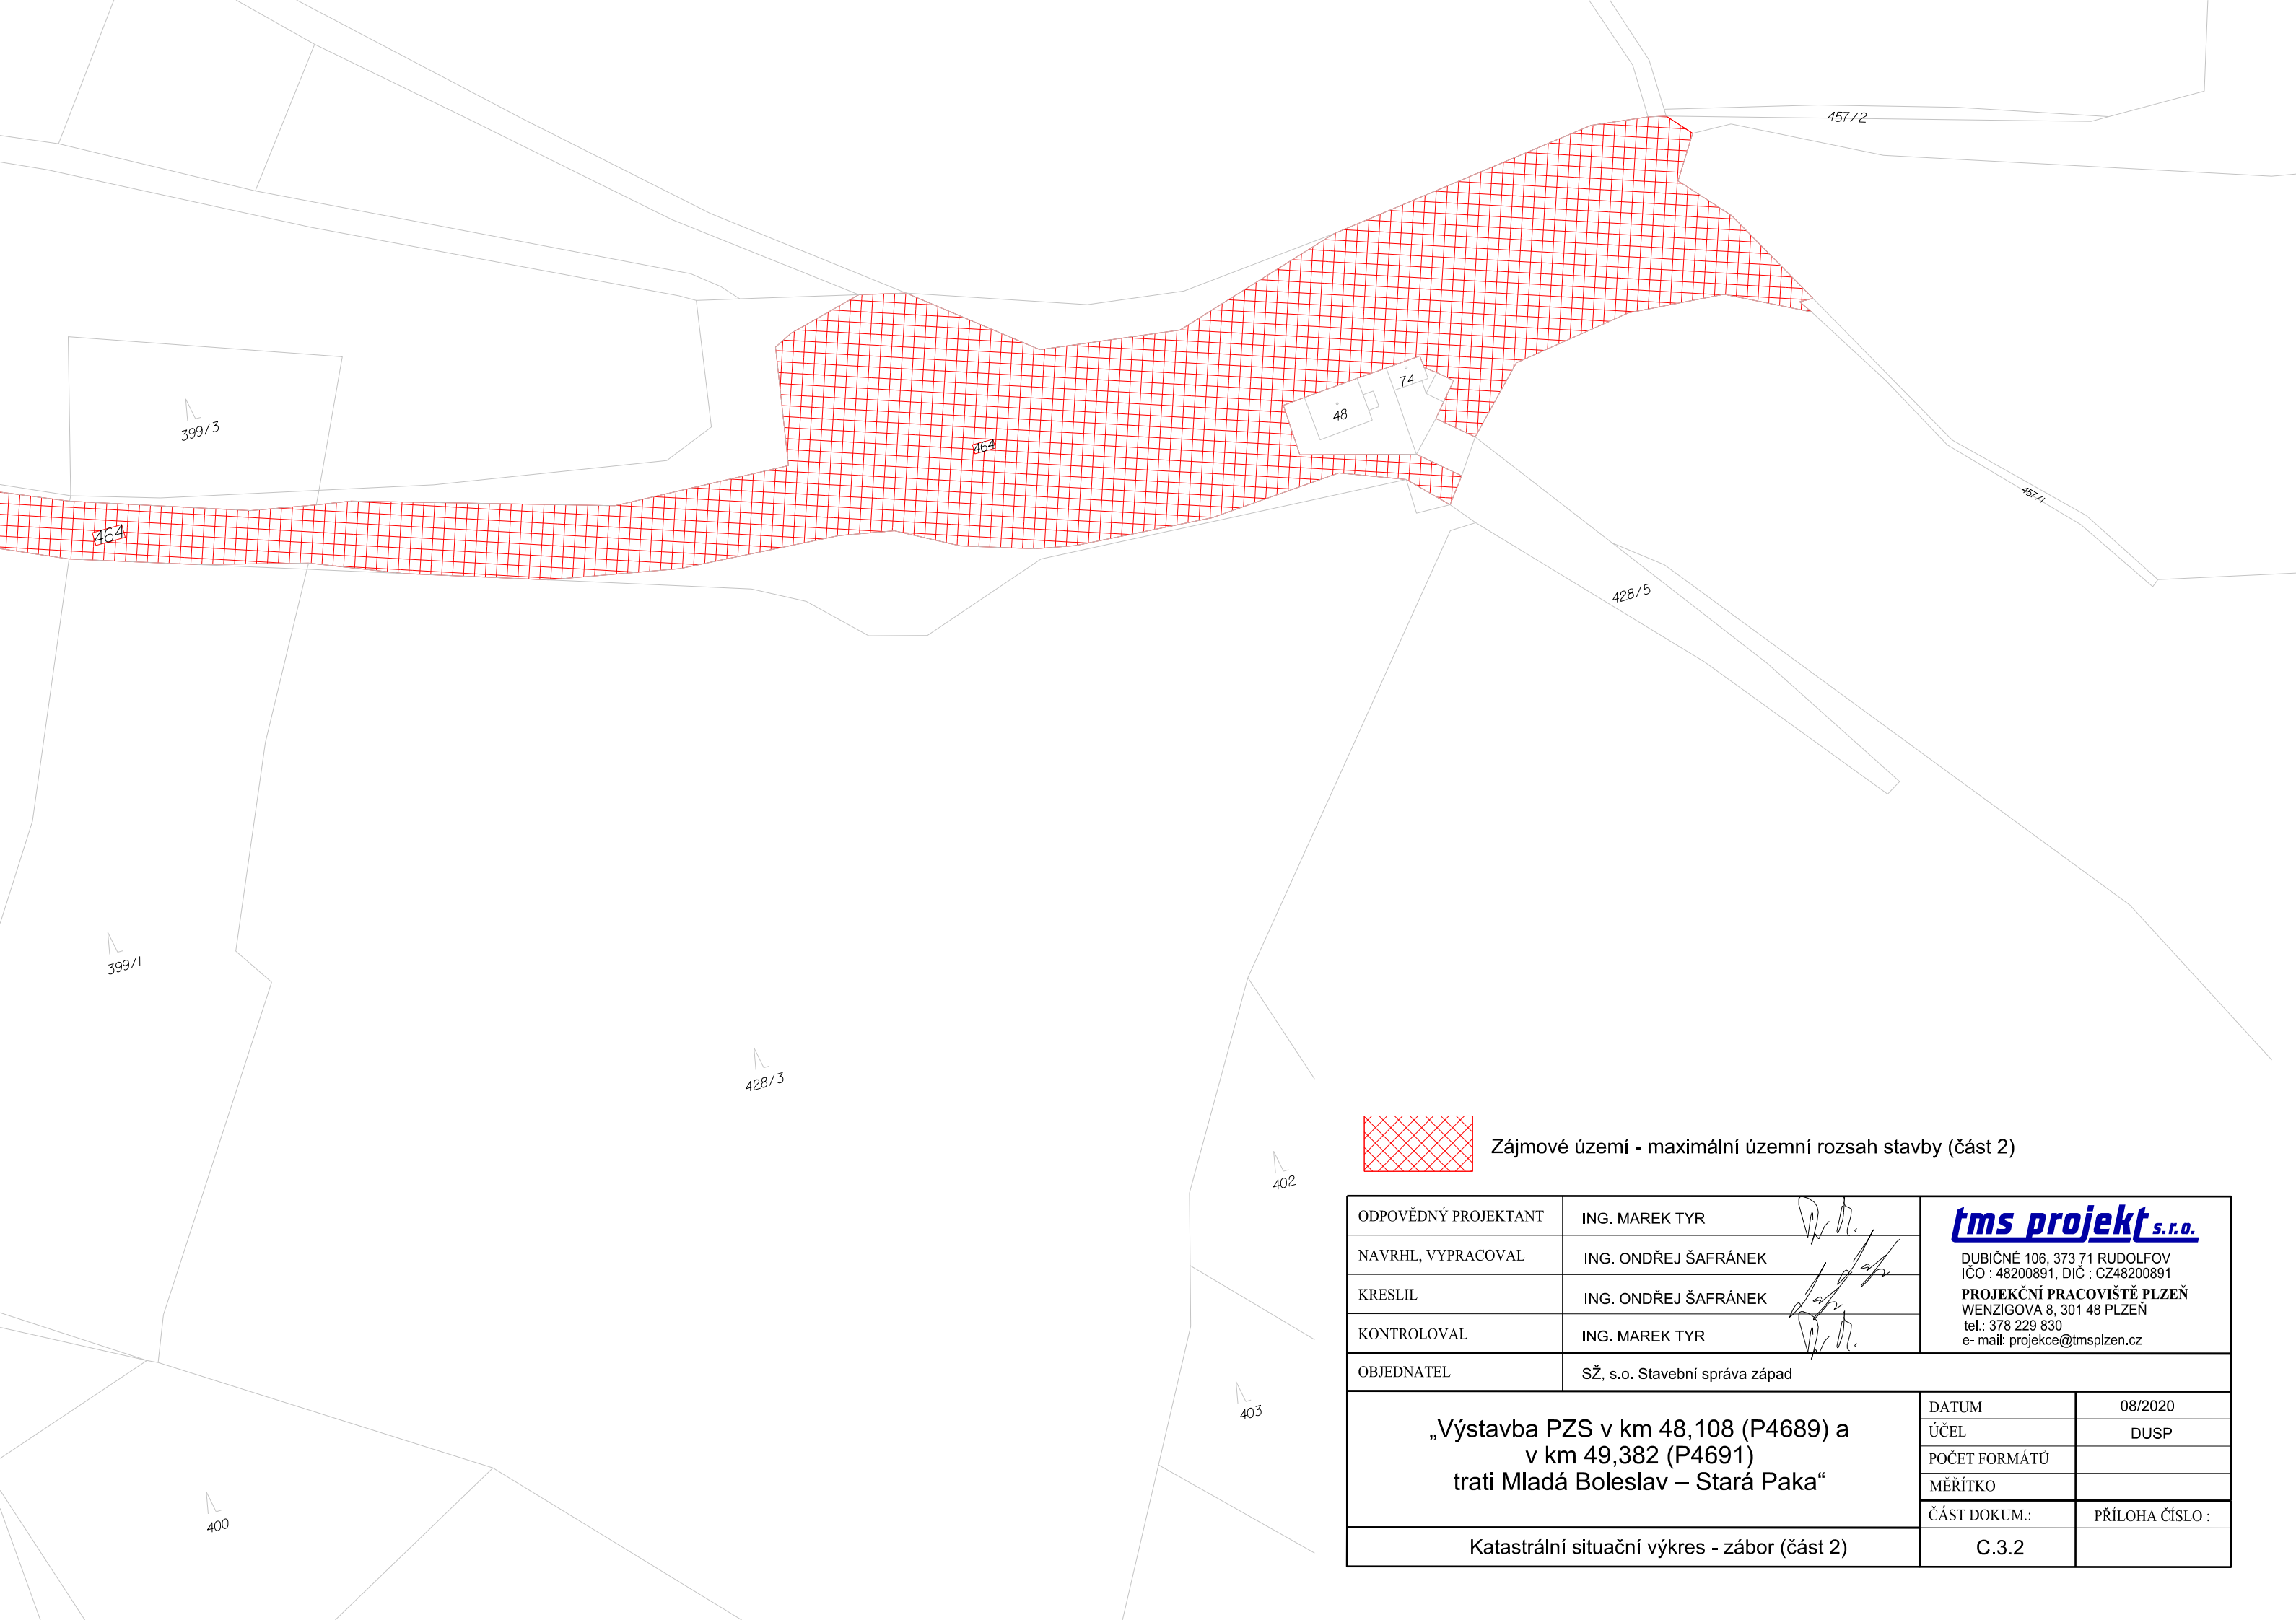 457/2
74
48
399/3
464
464
457/1
428/5
399/1
428/3
402
403
400
Zájmové území - maximální územní rozsah stavby (část 2)
ODPOVĚDNÝ PROJEKTANT ING. MAREK TYR
NAVRHL, VYPRACOVAL ING. ONDŘEJ ŠAFRÁNEK
KRESLIL ING. ONDŘEJ ŠAFRÁNEK
KONTROLOVAL ING. MAREK TYR
tms projekt s.r.o.
DUBIČNÉ 106, 373 71 RUDOLFOV
IČO : 48200891, DIČ : CZ48200891
PROJEKČNÍ PRACOVIŠTĚ PLZEŇ
WENZIGOVA 8, 301 48 PLZEŇ
tel.: 378 229 830
e- mail: projekce@tmsplzen.cz
OBJEDNATEL SŽ, s.o. Stavební správa západ
„Výstavba PZS v km 48,108 (P4689) a
v km 49,382 (P4691)
trati Mladá Boleslav – Stará Paka“
DATUM 08/2020
ÚČEL DUSP
POČET FORMÁTŮ
MĚŘÍTKO
ČÁST DOKUM.: PŘÍLOHA ČÍSLO :
Katastrální situační výkres - zábor (část 2)
C.3.2